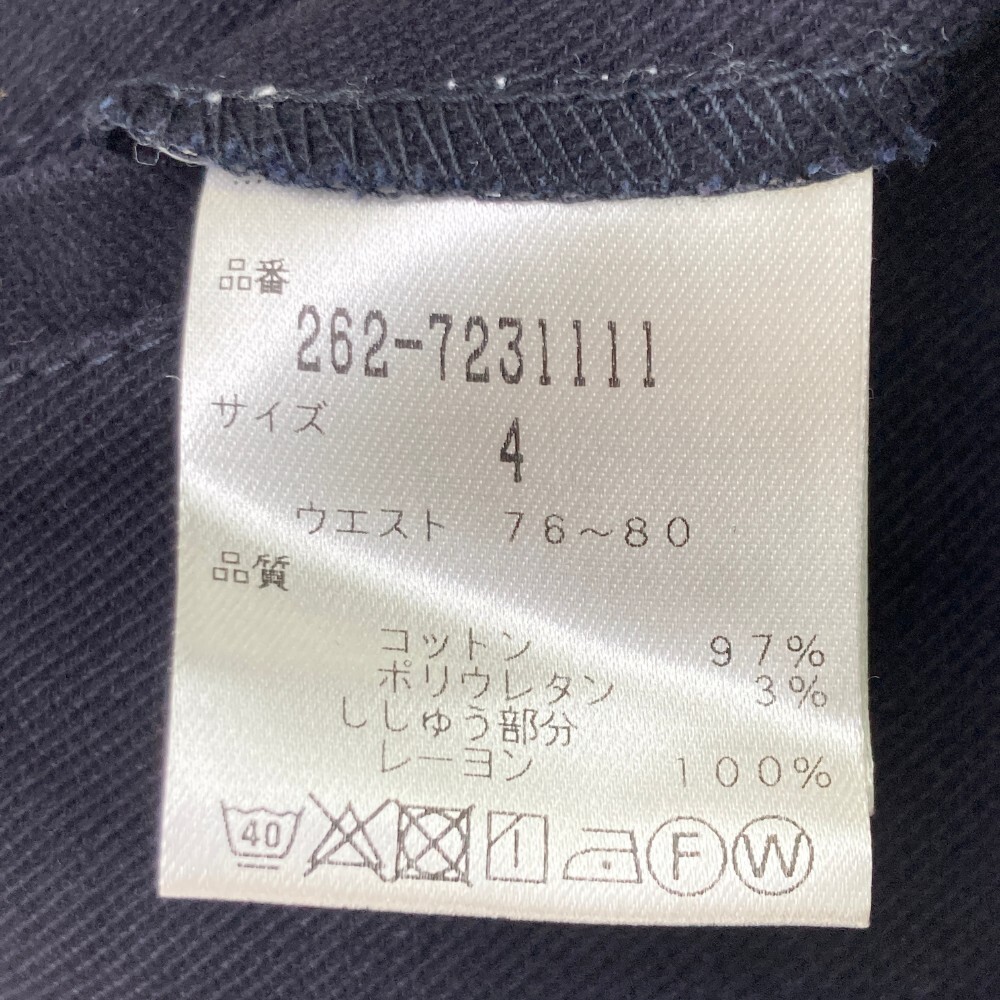 品番
262-7231111
サイズ
4
ウエスト 76~80
品質
コットン 97%
ポリウレタン 3%
ししゅう部分
レーヨン 100%
40 F W